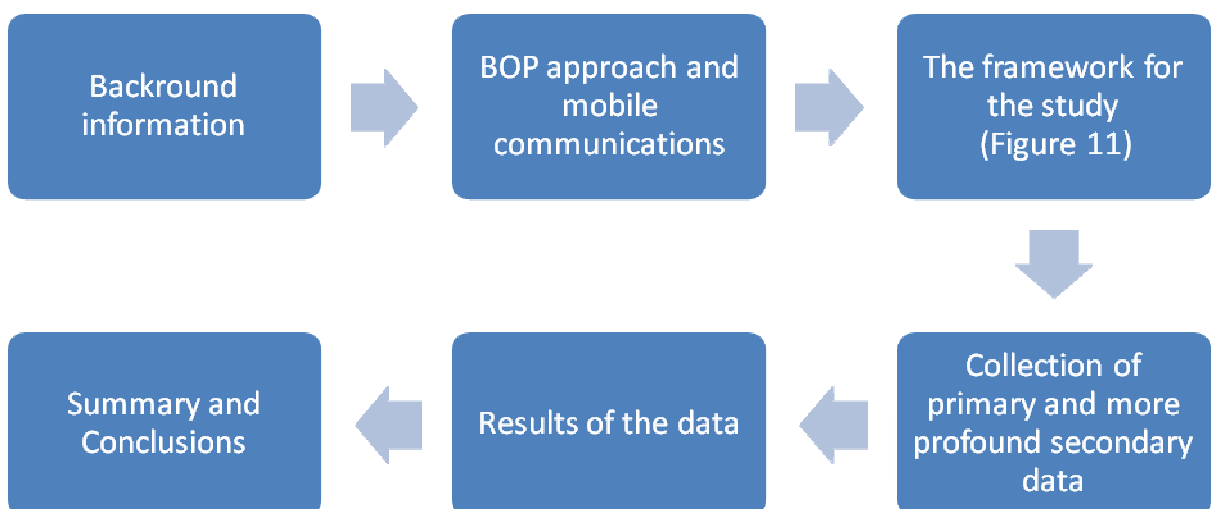 Backround
information
BOP approach and
mobile
communications
The framework for
the study
(Figure 11)
Collection of
primary and more
profound secondary
data
Results of the data
Summary and
Conclusions